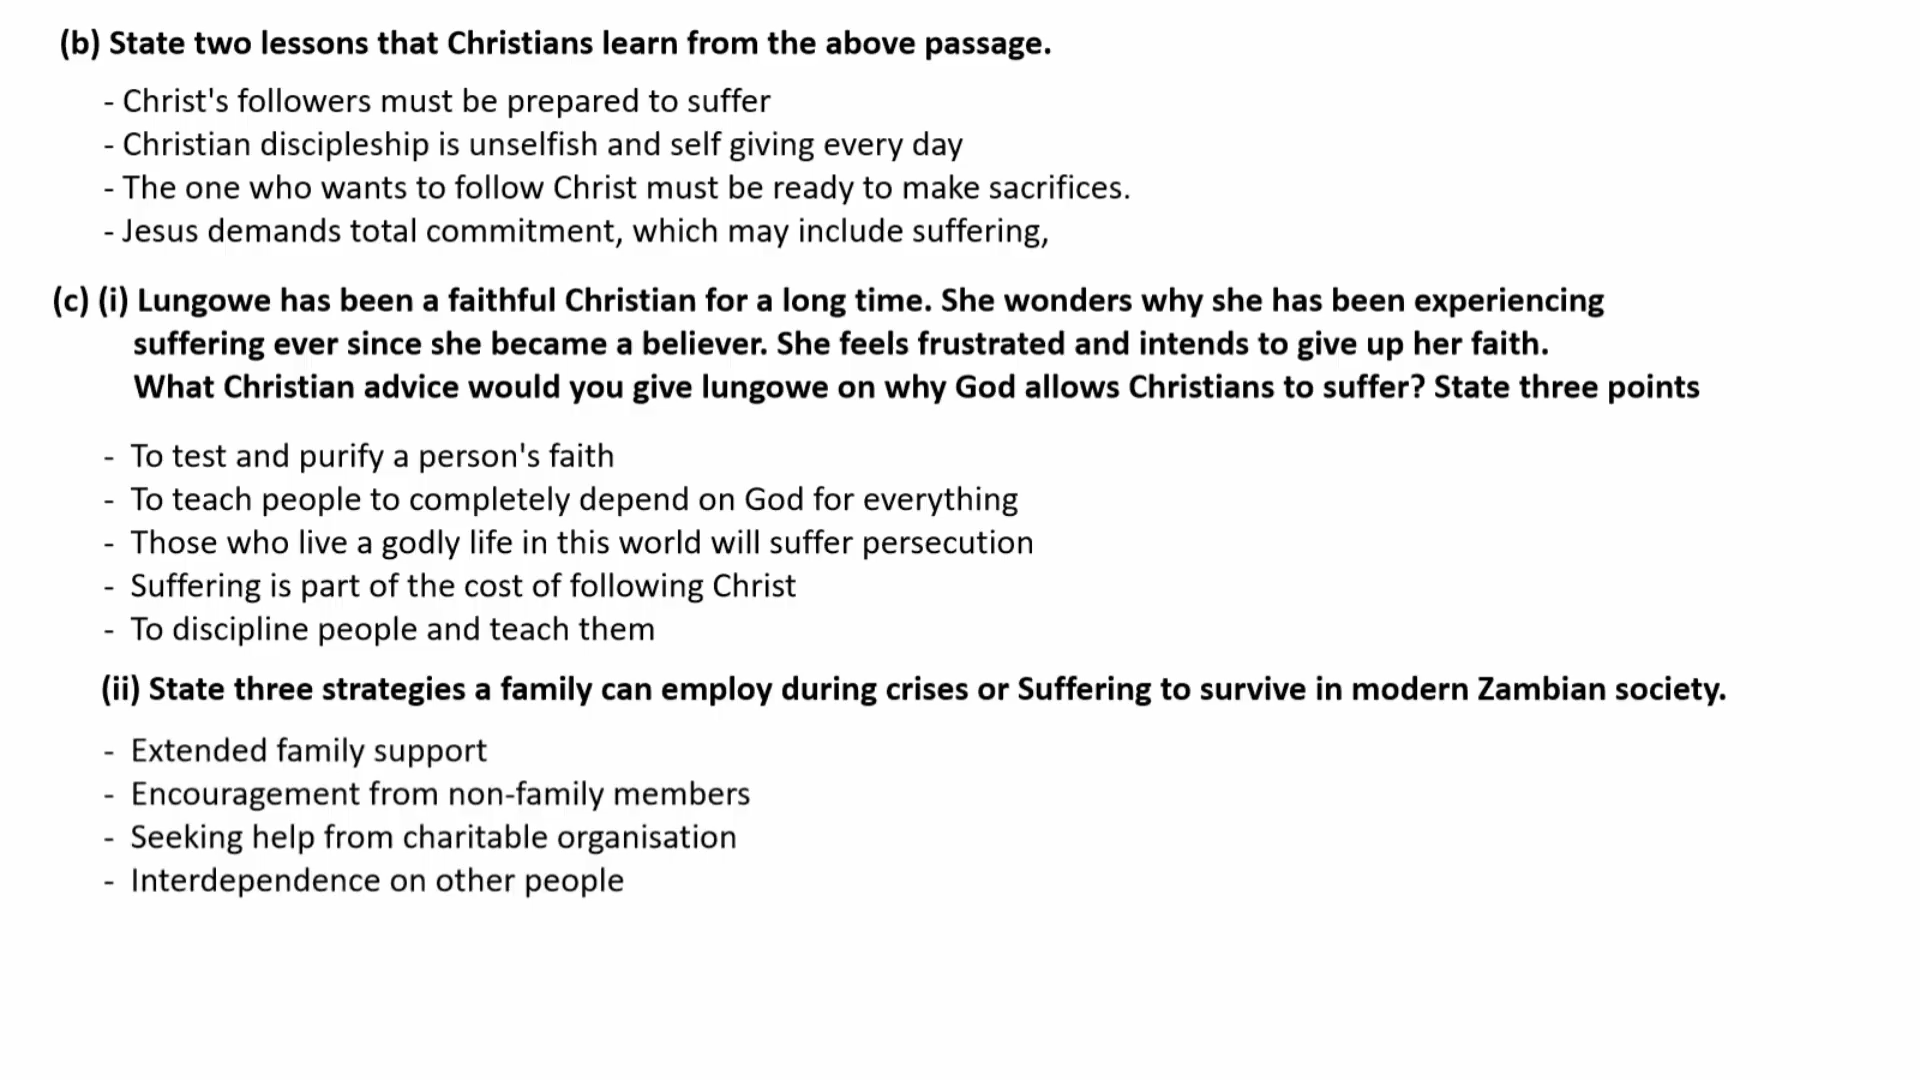 (b) State two lessons that Christians learn from the above passage.
- Christ's followers must be prepared to suffer
- Christian discipleship is unselfish and self giving every day
- The one who wants to follow Christ must be ready to make sacrifices.
- Jesus demands total commitment, which may include suffering,
(c) (i) Lungowe has been a faithful Christian for a long time. She wonders why she has been experiencing
suffering ever since she became a believer. She feels frustrated and intends to give up her faith.
What Christian advice would you give lungowe on why God allows Christians to suffer? State three points
- To test and purify a person's faith
- To teach people to completely depend on God for everything
- Those who live a godly life in this world will suffer persecution
- Suffering is part of the cost of following Christ
- To discipline people and teach them
(ii) State three strategies a family can employ during crises or Suffering to survive in modern Zambian society.
- Extended family support
- Encouragement from non-family members
- Seeking help from charitable organisation
- Interdependence on other people